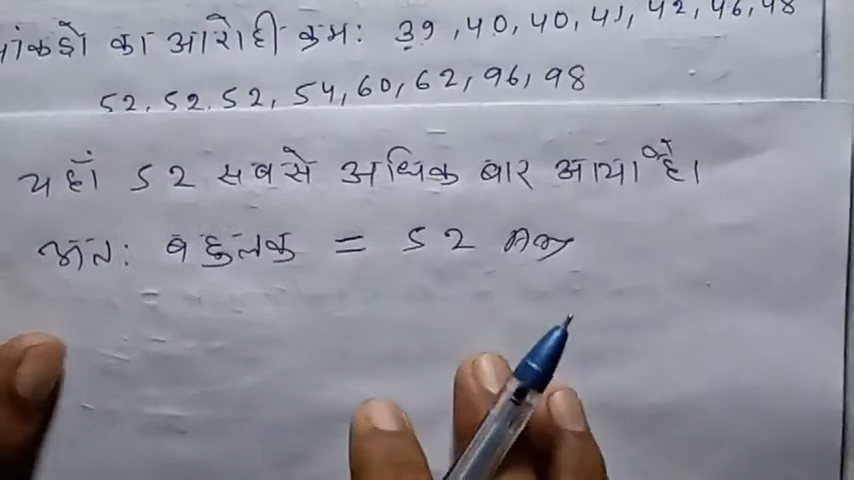 आंकड़ों का आरोही क्रम: 39, 40, 40, 41, 42, 46, 48
52, 52, 52, 54, 60, 62, 96, 98
यहाँ 52 सबसे अधिक बार आया है।
अतः बहुलक = 52 Ans